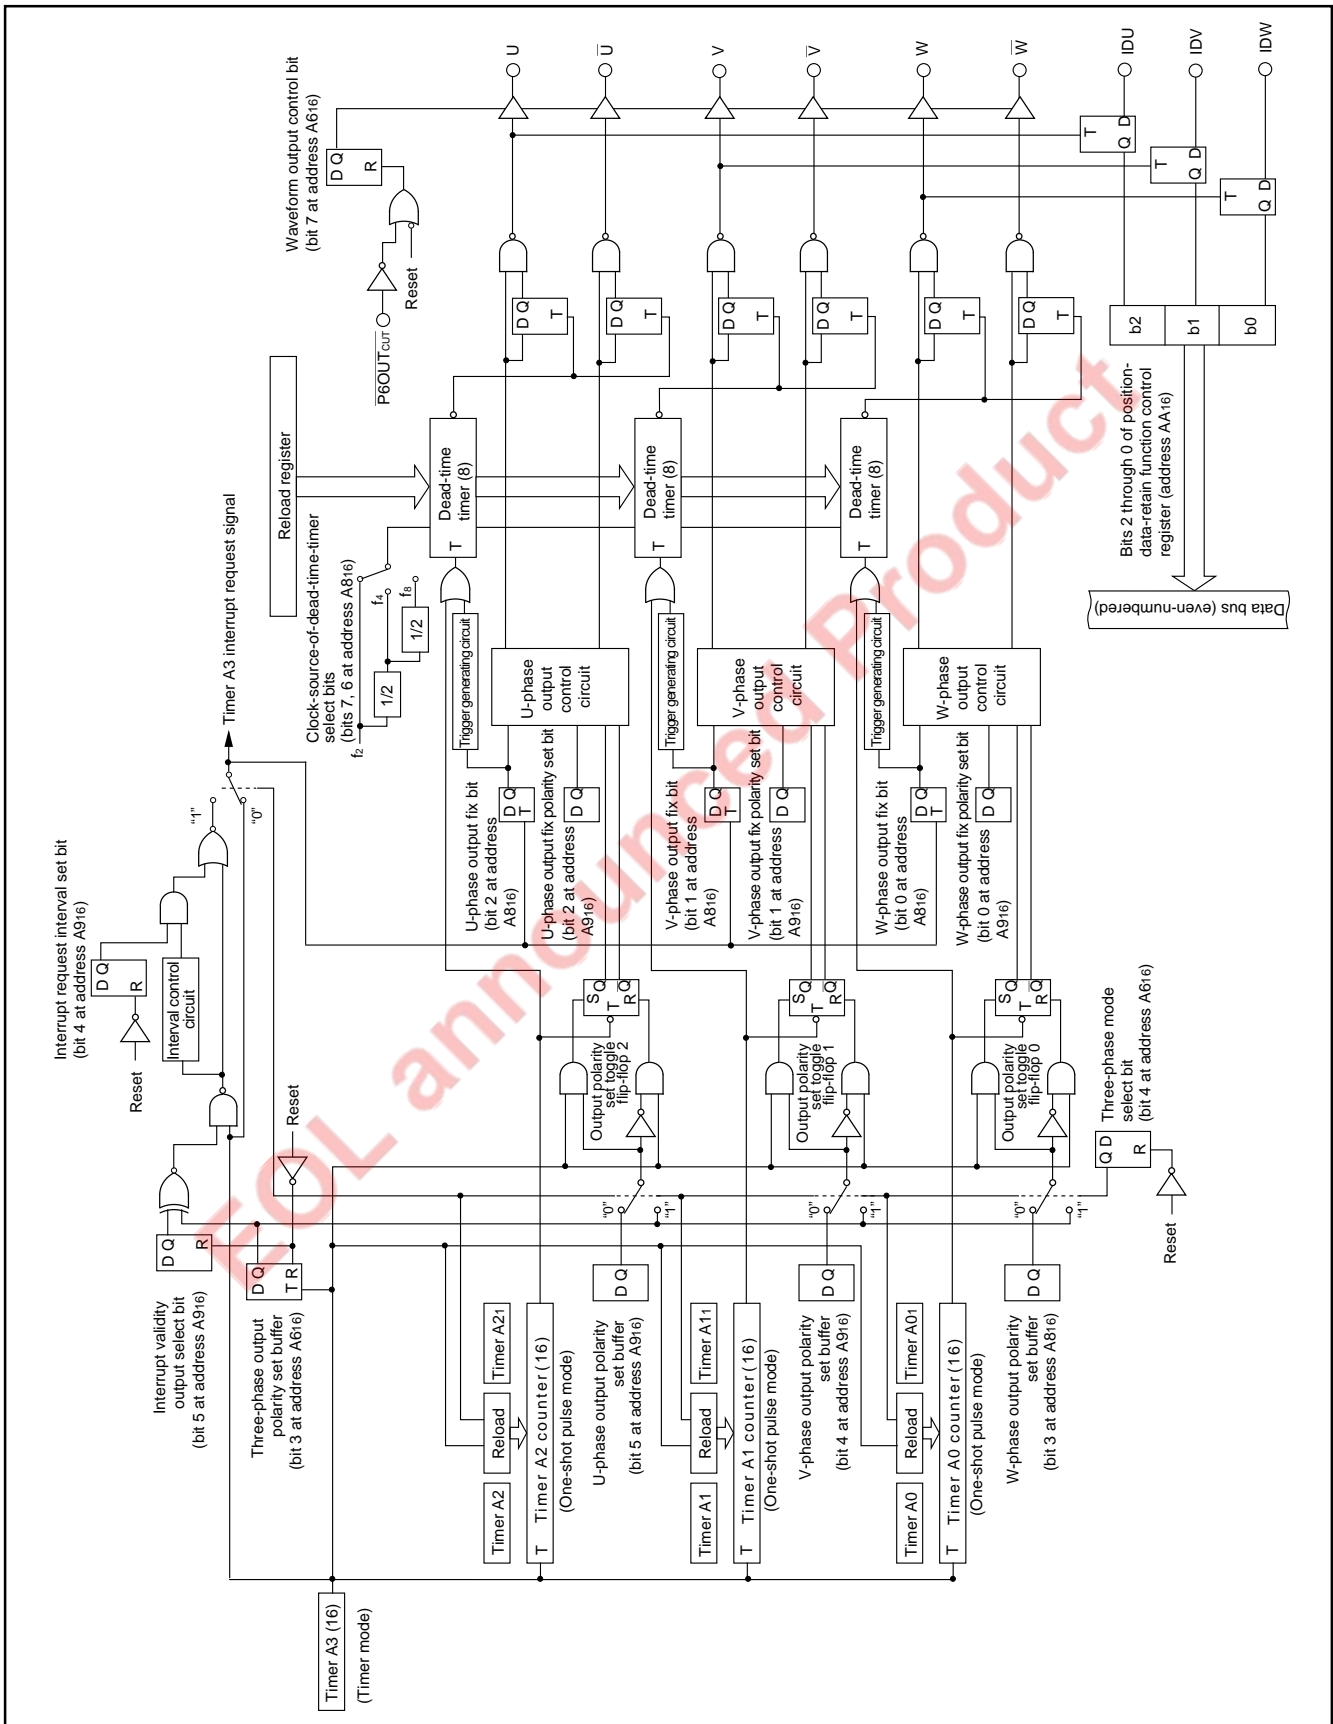 Timer A3 (16)
(Timer mode)
Interrupt validity
output select bit
(bit 5 at address A916)
D Q
R
Three-phase output
polarity set buffer
(bit 3 at address A616)
D Q
T R
Reset
Interrupt request interval set bit
(bit 4 at address A916)
D Q
R
Reset
Interval control
circuit
"1"
"0"
Timer A3 interrupt request signal
Reload register
Clock-source-of-dead-time-timer
select bits
(bits 7, 6 at address A816)
f2
1/2
f4
1/2
f8
Waveform output control bit
(bit 7 at address A616)
D Q
R
P6OUTCUT
Reset
Timer A2
Reload
Timer A21
T Timer A2 counter (16)
(One-shot pulse mode)
U-phase output polarity
set buffer
(bit 5 at address A916)
D Q
"0"
"1"
Output polarity
set toggle
flip-flop 2
S Q
T
R Q
U-phase output fix bit
(bit 2 at address
A816)
D Q
T
U-phase output fix polarity set bit
(bit 2 at address
A916)
D Q
Trigger generating circuit
U-phase
output
control
circuit
T
Dead-time
timer (8)
D Q
T
D Q
T
U
U
Timer A1
Reload
Timer A11
T Timer A1 counter (16)
(One-shot pulse mode)
V-phase output polarity
set buffer
(bit 4 at address A916)
D Q
"0"
"1"
Output polarity
set toggle
flip-flop 1
S Q
T
R Q
V-phase output fix bit
(bit 1 at address
A816)
D Q
T
V-phase output fix polarity set bit
(bit 1 at address
A916)
D Q
Trigger generating circuit
V-phase
output
control
circuit
T
Dead-time
timer (8)
D Q
T
D Q
T
V
V
Timer A0
Reload
Timer A01
T Timer A0 counter (16)
(One-shot pulse mode)
W-phase output polarity
set buffer
(bit 3 at address A816)
D Q
"0"
"1"
Output polarity
set toggle
flip-flop 0
S Q
T
R Q
W-phase output fix bit
(bit 0 at address
A816)
D Q
T
W-phase output fix polarity set bit
(bit 0 at address
A916)
D Q
Trigger generating circuit
W-phase
output
control
circuit
T
Dead-time
timer (8)
D Q
T
D Q
T
W
W
Three-phase mode
select bit
(bit 4 at address A616)
Q D
R
Reset
T
Q D
IDU
T
Q D
IDV
T
Q D
IDW
b2
b1
b0
Bits 2 through 0 of position-
data-retain function control
register (address AA16)
Data bus (even-numbered)
EOL announced Product